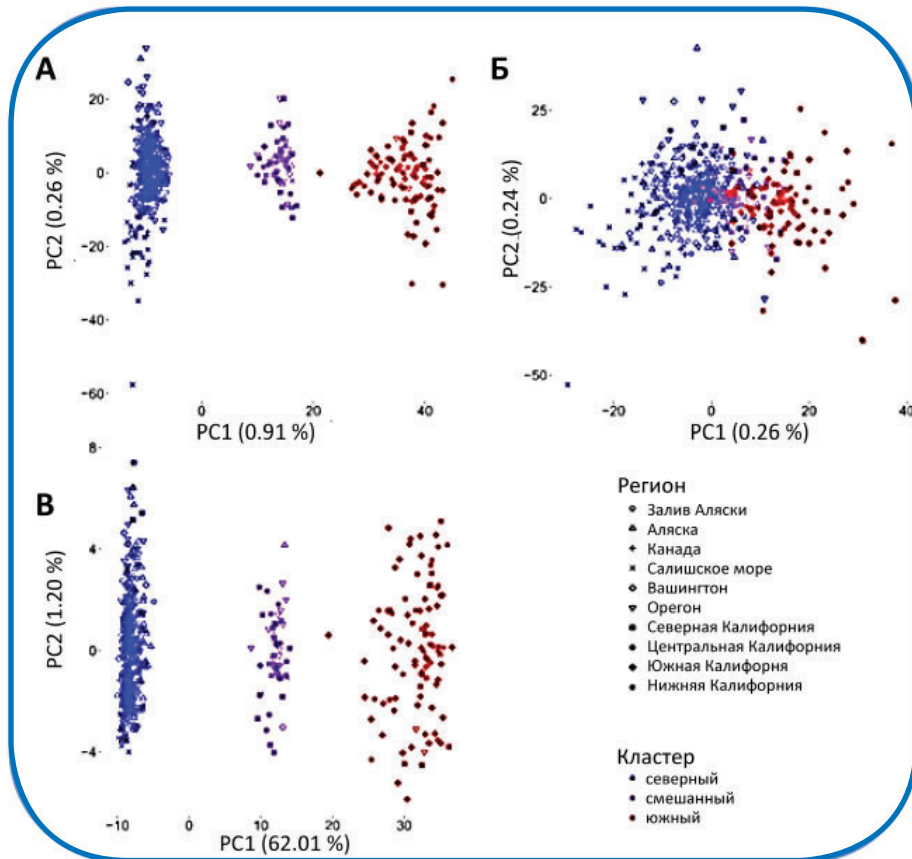 А
20
0
−20
−40
−60
PC2 (0.26 %)
0 20 40
PC1 (0.91 %)
Б
25
0
−25
−50
PC2 (0.24 %)
−20 0 20 40
PC1 (0.26 %)
В
8
4
0
−4
PC2 (1.20 %)
−10 0 10 20 30
PC1 (62.01 %)
Регион
Залив Аляски
Аляска
Канада
Салишское море
Вашингтон
Орегон
Северная Калифорния
Центральная Калифорния
Южная Калифорня
Нижняя Калифорния
Кластер
северный
смешанный
южный